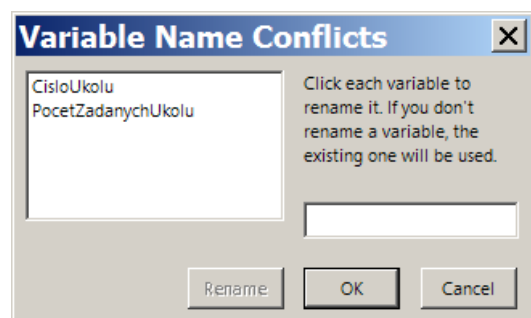 Variable Name Conflicts
CisloUkolu
PocetZadanychUkolu
Click each variable to
rename it. If you don't
rename a variable, the
existing one will be used.
Rename
OK
Cancel